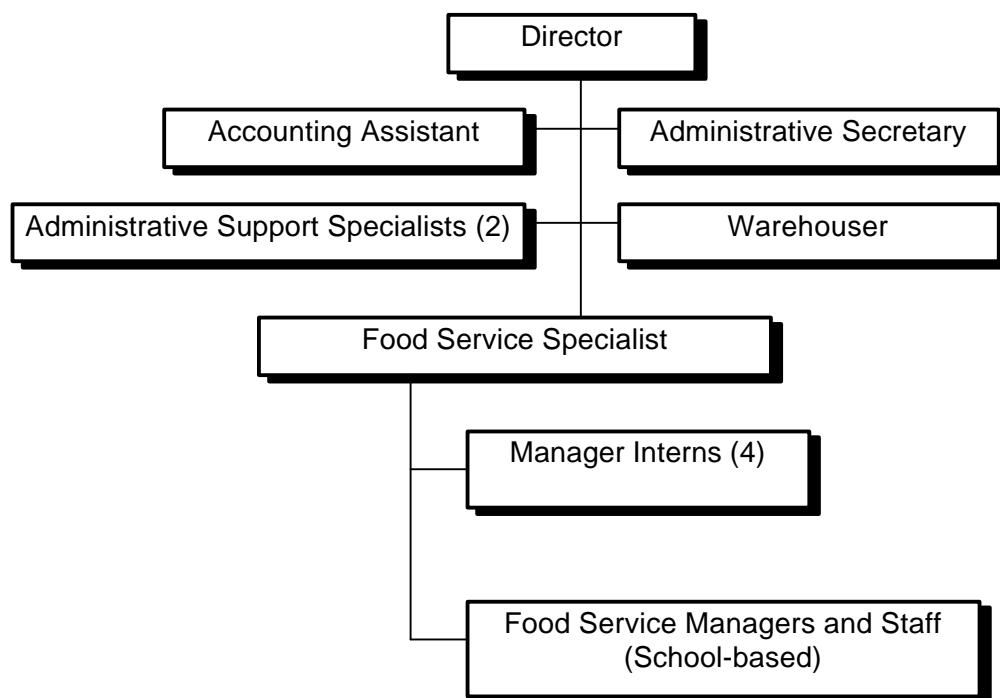 Director
Accounting Assistant
Administrative Secretary
Administrative Support Specialists (2)
Warehouser
Food Service Specialist
Manager Interns (4)
Food Service Managers and Staff
(School-based)